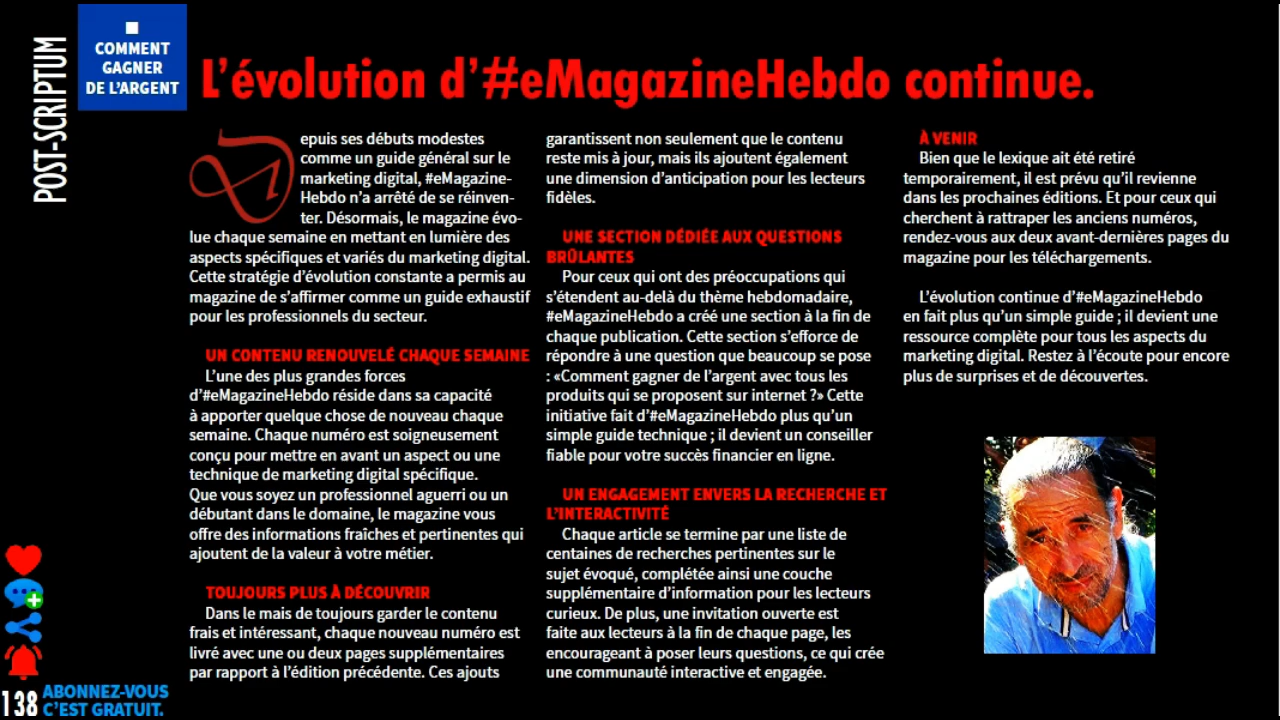 POST-SCRIPTUM
COMMENT
GAGNER
DE L'ARGENT
L'évolution d'#eMagazineHebdo continue.
Depuis ses débuts modestes
comme un guide général sur le
marketing digital, #eMagazine-
Hebdo n'a arrêté de se réinven-
ter. Désormais, le magazine évo-
lue chaque semaine en mettant en lumière des
aspects spécifiques et variés du marketing digital.
Cette stratégie d'évolution constante a permis au
magazine de s'affirmer comme un guide exhaustif
pour les professionnels du secteur.
UN CONTENU RENOUVELÉ CHAQUE SEMAINE
L'une des plus grandes forces
d'#eMagazineHebdo réside dans sa capacité
à apporter quelque chose de nouveau chaque
semaine. Chaque numéro est soigneusement
conçu pour mettre en avant un aspect ou une
technique de marketing digital spécifique.
Que vous soyez un professionnel aguerri ou un
débutant dans le domaine, le magazine vous
offre des informations fraîches et pertinentes qui
ajoutent de la valeur à votre métier.
TOUJOURS PLUS À DÉCOUVRIR
Dans le mais de toujours garder le contenu
frais et intéressant, chaque nouveau numéro est
livré avec une ou deux pages supplémentaires
par rapport à l'édition précédente. Ces ajouts
garantissent non seulement que le contenu
reste mis à jour, mais ils ajoutent également
une dimension d'anticipation pour les lecteurs
fidèles.
UNE SECTION DÉDIÉE AUX QUESTIONS
BRÛLANTES
Pour ceux qui ont des préoccupations qui
s'étendent au-delà du thème hebdomadaire,
#eMagazineHebdo a créé une section à la fin de
chaque publication. Cette section s'efforce de
répondre à une question que beaucoup se pose
: «Comment gagner de l'argent avec tous les
produits qui se proposent sur internet ?» Cette
initiative fait d'#eMagazineHebdo plus qu'un
simple guide technique ; il devient un conseiller
fiable pour votre succès financier en ligne.
UN ENGAGEMENT ENVERS LA RECHERCHE ET
L'INTERACTIVITÉ
Chaque article se termine par une liste de
centaines de recherches pertinentes sur le
sujet évoqué, complétée ainsi une couche
supplémentaire d'information pour les lecteurs
curieux. De plus, une invitation ouverte est
faite aux lecteurs à la fin de chaque page, les
encourageant à poser leurs questions, ce qui crée
une communauté interactive et engagée.
À VENIR
Bien que le lexique ait été retiré
temporairement, il est prévu qu'il revienne
dans les prochaines éditions. Et pour ceux qui
cherchent à rattraper les anciens numéros,
rendez-vous aux deux avant-dernières pages du
magazine pour les téléchargements.
L'évolution continue d'#eMagazineHebdo
en fait plus qu'un simple guide ; il devient une
ressource complète pour tous les aspects du
marketing digital. Restez à l'écoute pour encore
plus de surprises et de découvertes.
138
ABONNEZ-VOUS
C'EST GRATUIT.